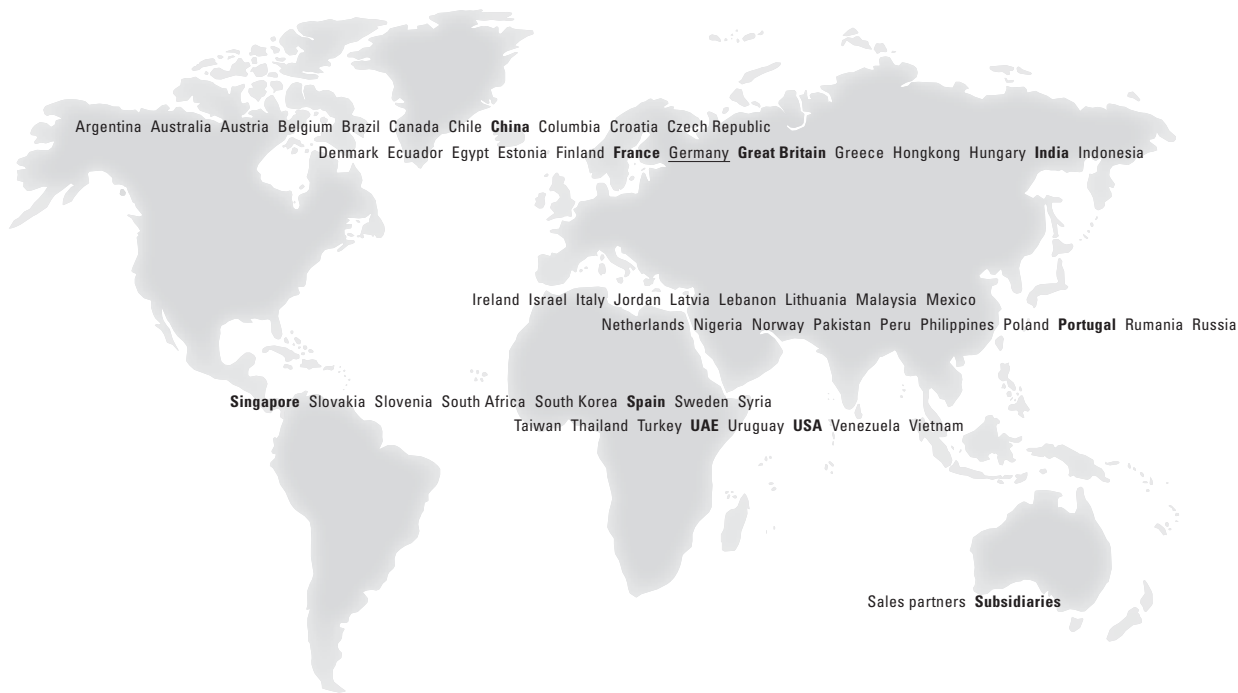 Argentina Australia Austria Belgium Brazil Canada Chile China Columbia Croatia Czech Republic
Denmark Ecuador Egypt Estonia Finland France Germany Great Britain Greece Hongkong Hungary India Indonesia
Ireland Israel Italy Jordan Latvia Lebanon Lithuania Malaysia Mexico
Netherlands Nigeria Norway Pakistan Peru Philippines Poland Portugal Rumania Russia
Singapore Slovakia Slovenia South Africa South Korea Spain Sweden Syria
Taiwan Thailand Turkey UAE Uruguay USA Venezuela Vietnam
Sales partners Subsidiaries